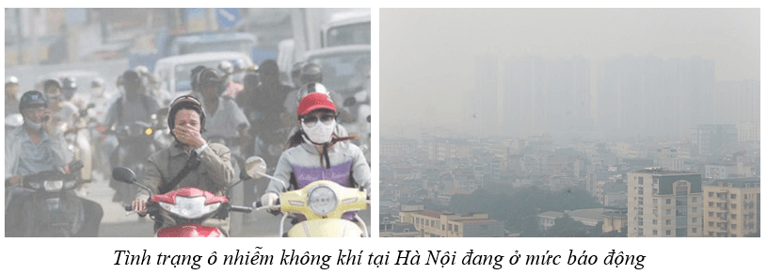 Tình trạng ô nhiễm không khí tại Hà Nội đang ở mức báo động